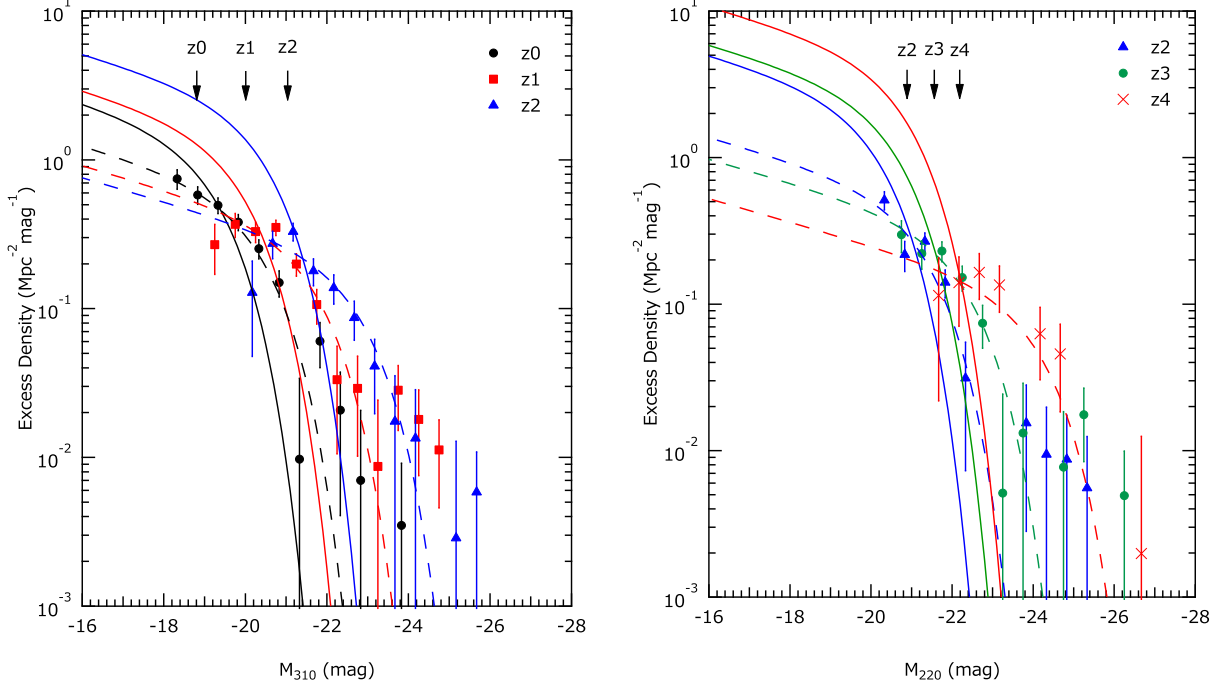 z0 z1 z2
z0
z1
z2
10^1
10^0
10^-1
10^-2
10^-3
Excess Density (Mpc^-2 mag^-1)
-16 -18 -20 -22 -24 -26 -28
M_310 (mag)
z2 z3 z4
z2
z3
z4
10^1
10^0
10^-1
10^-2
10^-3
Excess Density (Mpc^-2 mag^-1)
-16 -18 -20 -22 -24 -26 -28
M_220 (mag)